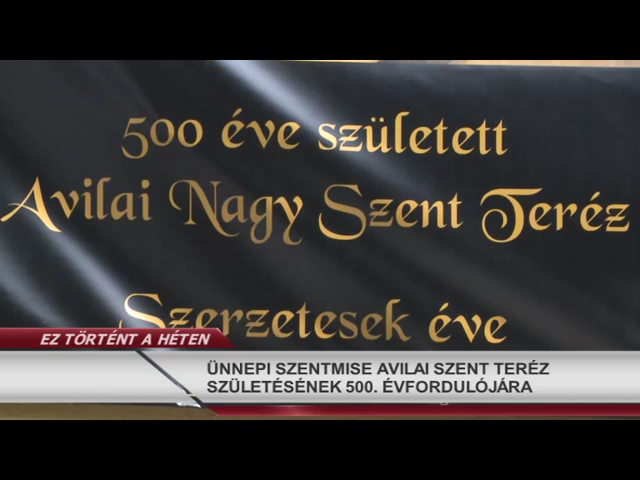 500 éve született
Avilai Nagy Szent Teréz
Szerzetesek éve
EZ TÖRTÉNT A HÉTEN
ÜNNEPI SZENTMISE AVILAI SZENT TERÉZ
SZÜLETÉSÉNEK 500. ÉVFORDULÓJÁRA